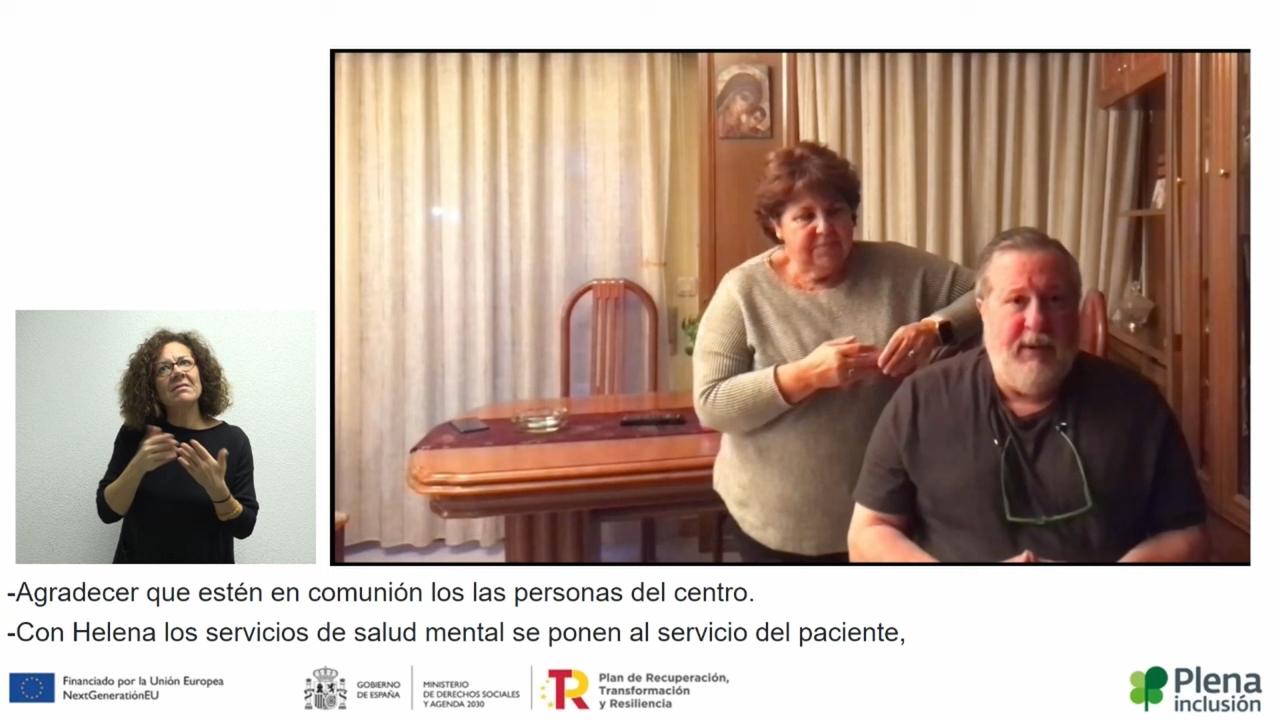 -Agradecer que estén en comunión los las personas del centro.
-Con Helena los servicios de salud mental se ponen al servicio del paciente,
Financiado por la Unión Europea
NextGenerationEU
GOBIERNO
DE ESPAÑA
MINISTERIO
DE DERECHOS SOCIALES
Y AGENDA 2030
TR
Plan de Recuperación,
Transformación
y Resiliencia
Plena
inclusión